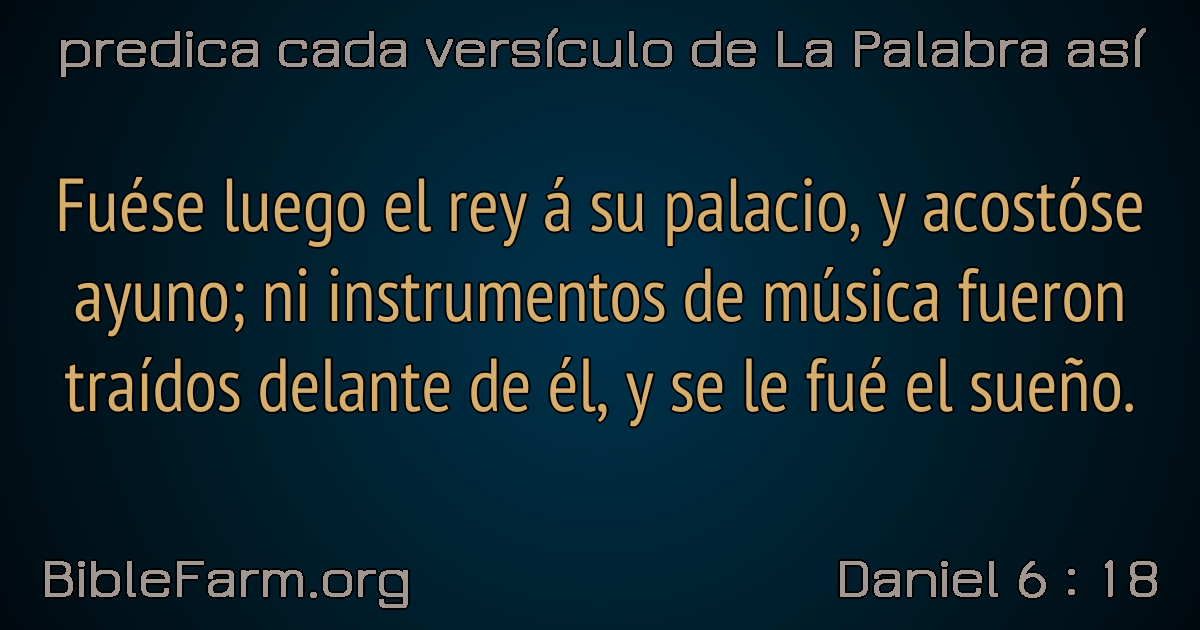 predica cada versículo de La Palabra así
Fuése luego el rey á su palacio, y acostóse
ayuno; ni instrumentos de música fueron
traídos delante de él, y se le fué el sueño.
BibleFarm.org
Daniel 6 : 18